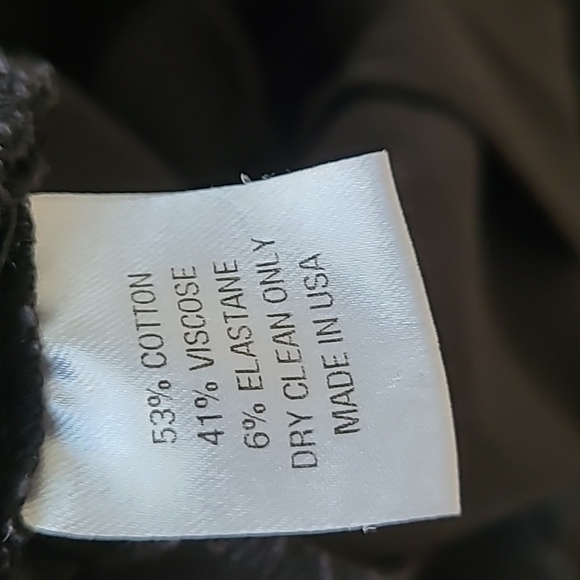 53% COTTON
41% VISCOSE
6% ELASTANE
DRY CLEAN ONLY
MADE IN USA